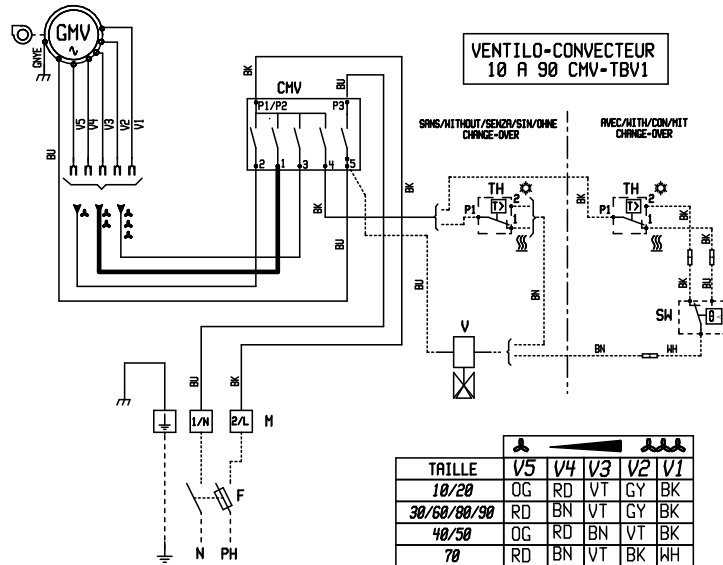 GMV
GNYE
BU
V5
V4
V3
V2
V1
BK
BU
CMV
P1/P2
P3
2
1
3
4
5
BK
BK
BU
VENTILO-CONVECTEUR
10 A 90 CMV-TBV1
SANS/WITHOUT/SENZA/SIN/OHNE
CHANGE-OVER
AVEC/WITH/CON/MIT
CHANGE-OVER
TH
P1
T>
2
1
TH
P1
T>
2
1
BK
BK
BK
BU
SW
BU
BN
V
BN
WH
BU
BK
1/N
2/L
M
F
N
PH
TAILLE V5 V4 V3 V2 V1
10/20 OG RD VT GY BK
30/60/80/90 RD BN VT GY BK
40/50 OG RD BN VT BK
70 RD BN VT BK WH